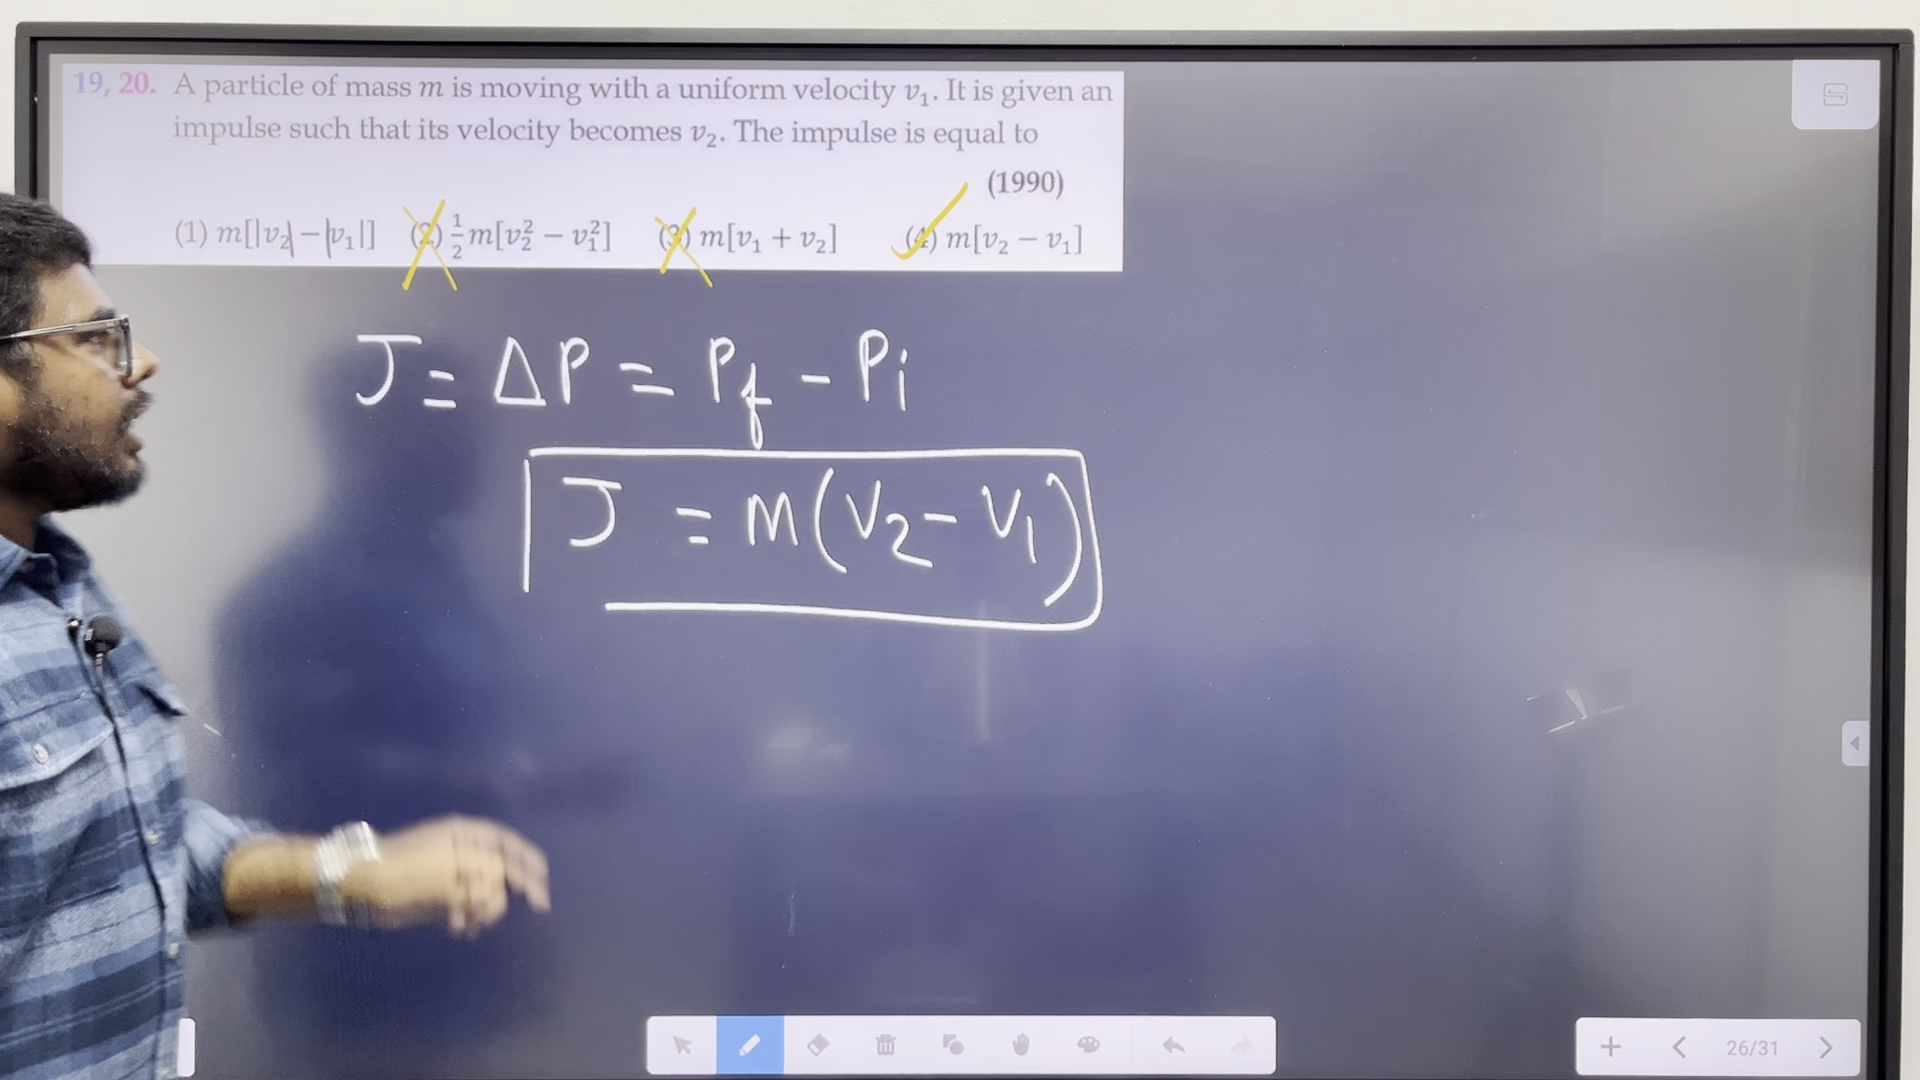 19, 20. A particle of mass m is moving with a uniform velocity v₁. It is given an
impulse such that its velocity becomes v₂. The impulse is equal to
(1990)
(1) m[|v₂| − |v₁|] (2) ½m[v₂² − v₁²] (3) m[v₁ + v₂] (4) m[v₂ − v₁]
J = ΔP = Pf − Pi
J = M(V₂ − V₁)
26/31